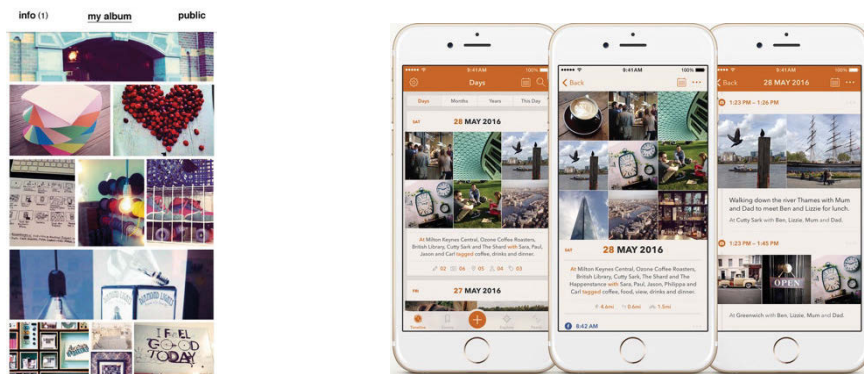 info (1)
my album
public
I FEEL
GOOD
TODAY
9:41 AM
100%
Days
Days
Months
Years
This Day
SAT
28 MAY 2016
At Milton Keynes Central, Ozone Coffee Roasters,
British Library, Cutty Sark and The Shard with Sara, Paul,
Jason and Carl tagged coffee, drinks and dinner.
27 MAY 2016
Timeline
9:41 AM
100%
Back
SAT
28 MAY 2016
At Milton Keynes Central, Ozone Coffee Roasters,
British Library, Cutty Sark, The Shard and The
Happenstance with Sara, Paul, Jason, Philippa and
Carl tagged coffee, food, view, drinks and dinner.
6:42 AM
9:41 AM
100%
Back
28 MAY 2016
1:23 PM – 1:26 PM
Walking down the river Thames with Mum
and Dad to meet Ben and Lizzie for lunch.
At Cutty Sark with Ben, Lizzie, Mum and Dad.
1:23 PM – 1:45 PM
OPEN
At Greenwich with Ben, Lizzie, Mum and Dad.